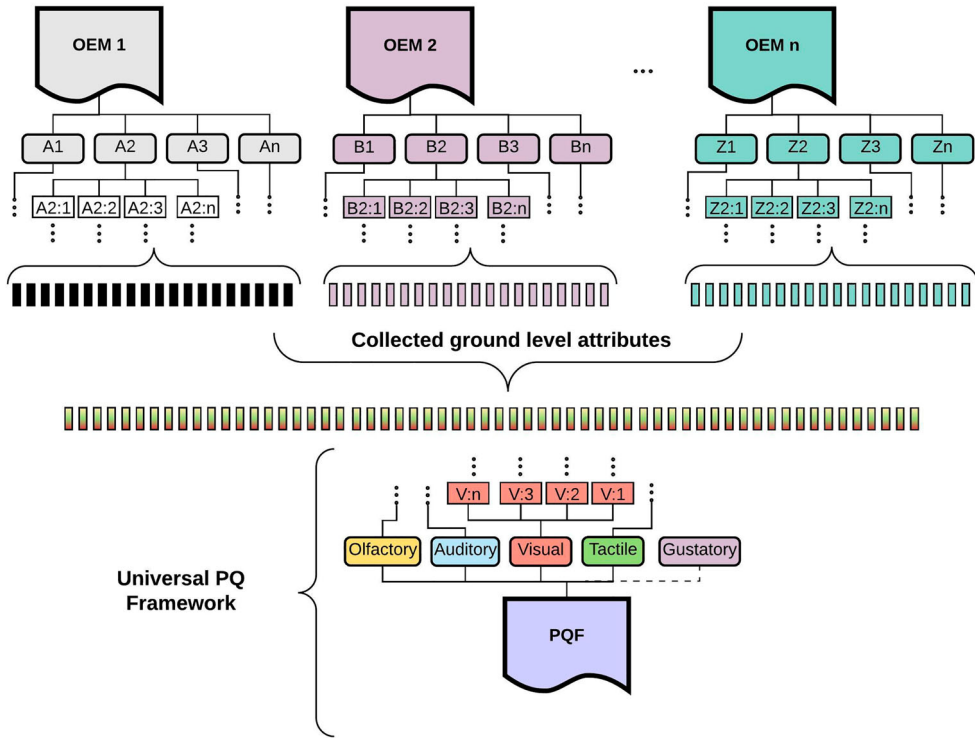 OEM 1
OEM 2
...
OEM n
A1
A2
A3
An
B1
B2
B3
Bn
Z1
Z2
Z3
Zn
A2:1
A2:2
A2:3
A2:n
B2:1
B2:2
B2:3
B2:n
Z2:1
Z2:2
Z2:3
Z2:n
Collected ground level attributes
V:n
V:3
V:2
V:1
Olfactory
Auditory
Visual
Tactile
Gustatory
Universal PQ
Framework
PQF